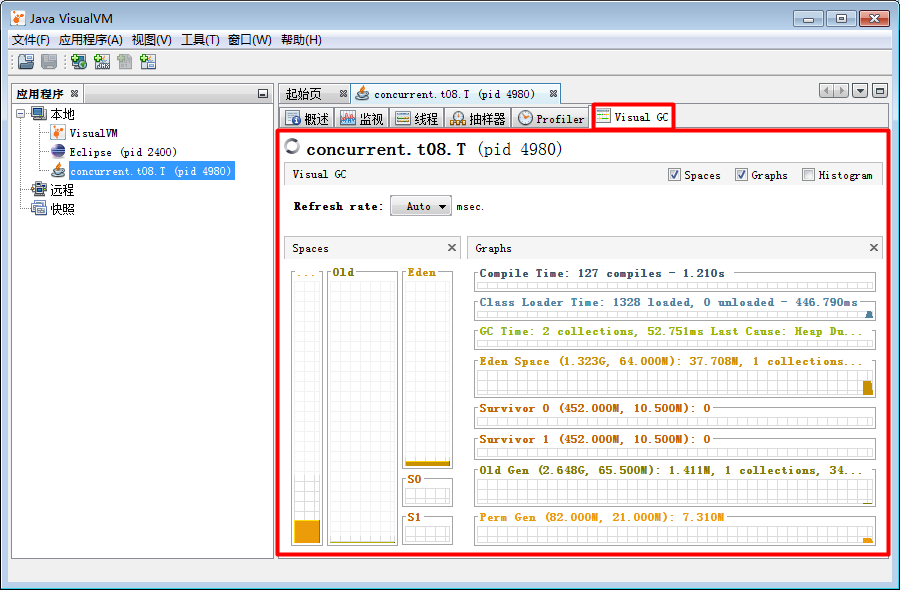 Java VisualVM
文件(F) 应用程序(A) 视图(V) 工具(T) 窗口(W) 帮助(H)
应用程序
本地
VisualVM
Eclipse (pid 2400)
concurrent.t08.T (pid 4980)
远程
快照
起始页 concurrent.t08.T (pid 4980)
概述 监视 线程 抽样器 Profiler Visual GC
concurrent.t08.T (pid 4980)
Visual GC Spaces Graphs Histogram
Refresh rate: Auto msec.
Spaces
... Old Eden
S0
S1
Graphs
Compile Time: 127 compiles - 1.210s
Class Loader Time: 1328 loaded, 0 unloaded - 446.790ms
GC Time: 2 collections, 52.751ms Last Cause: Heap Du...
Eden Space (1.323G, 64.000M): 37.708M, 1 collections...
Survivor 0 (452.000M, 10.500M): 0
Survivor 1 (452.000M, 10.500M): 0
Old Gen (2.648G, 65.500M): 1.411M, 1 collections, 34...
Perm Gen (82.000M, 21.000M): 7.310M